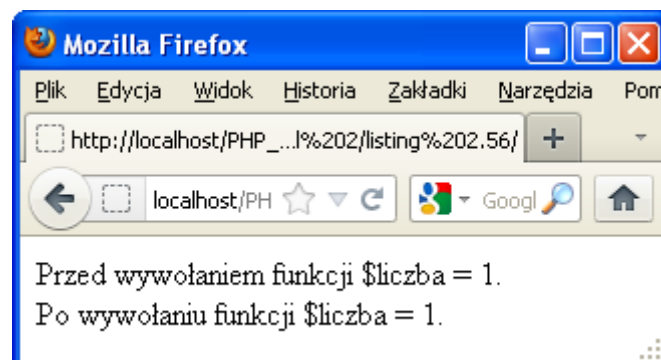 Mozilla Firefox
Plik Edycja Widok Historia Zakładki Narzędzia Pom
http://localhost/PHP_...l%202/listing%202.56/
localhost/PH Googl
Przed wywołaniem funkcji $liczba = 1.
Po wywołaniu funkcji $liczba = 1.